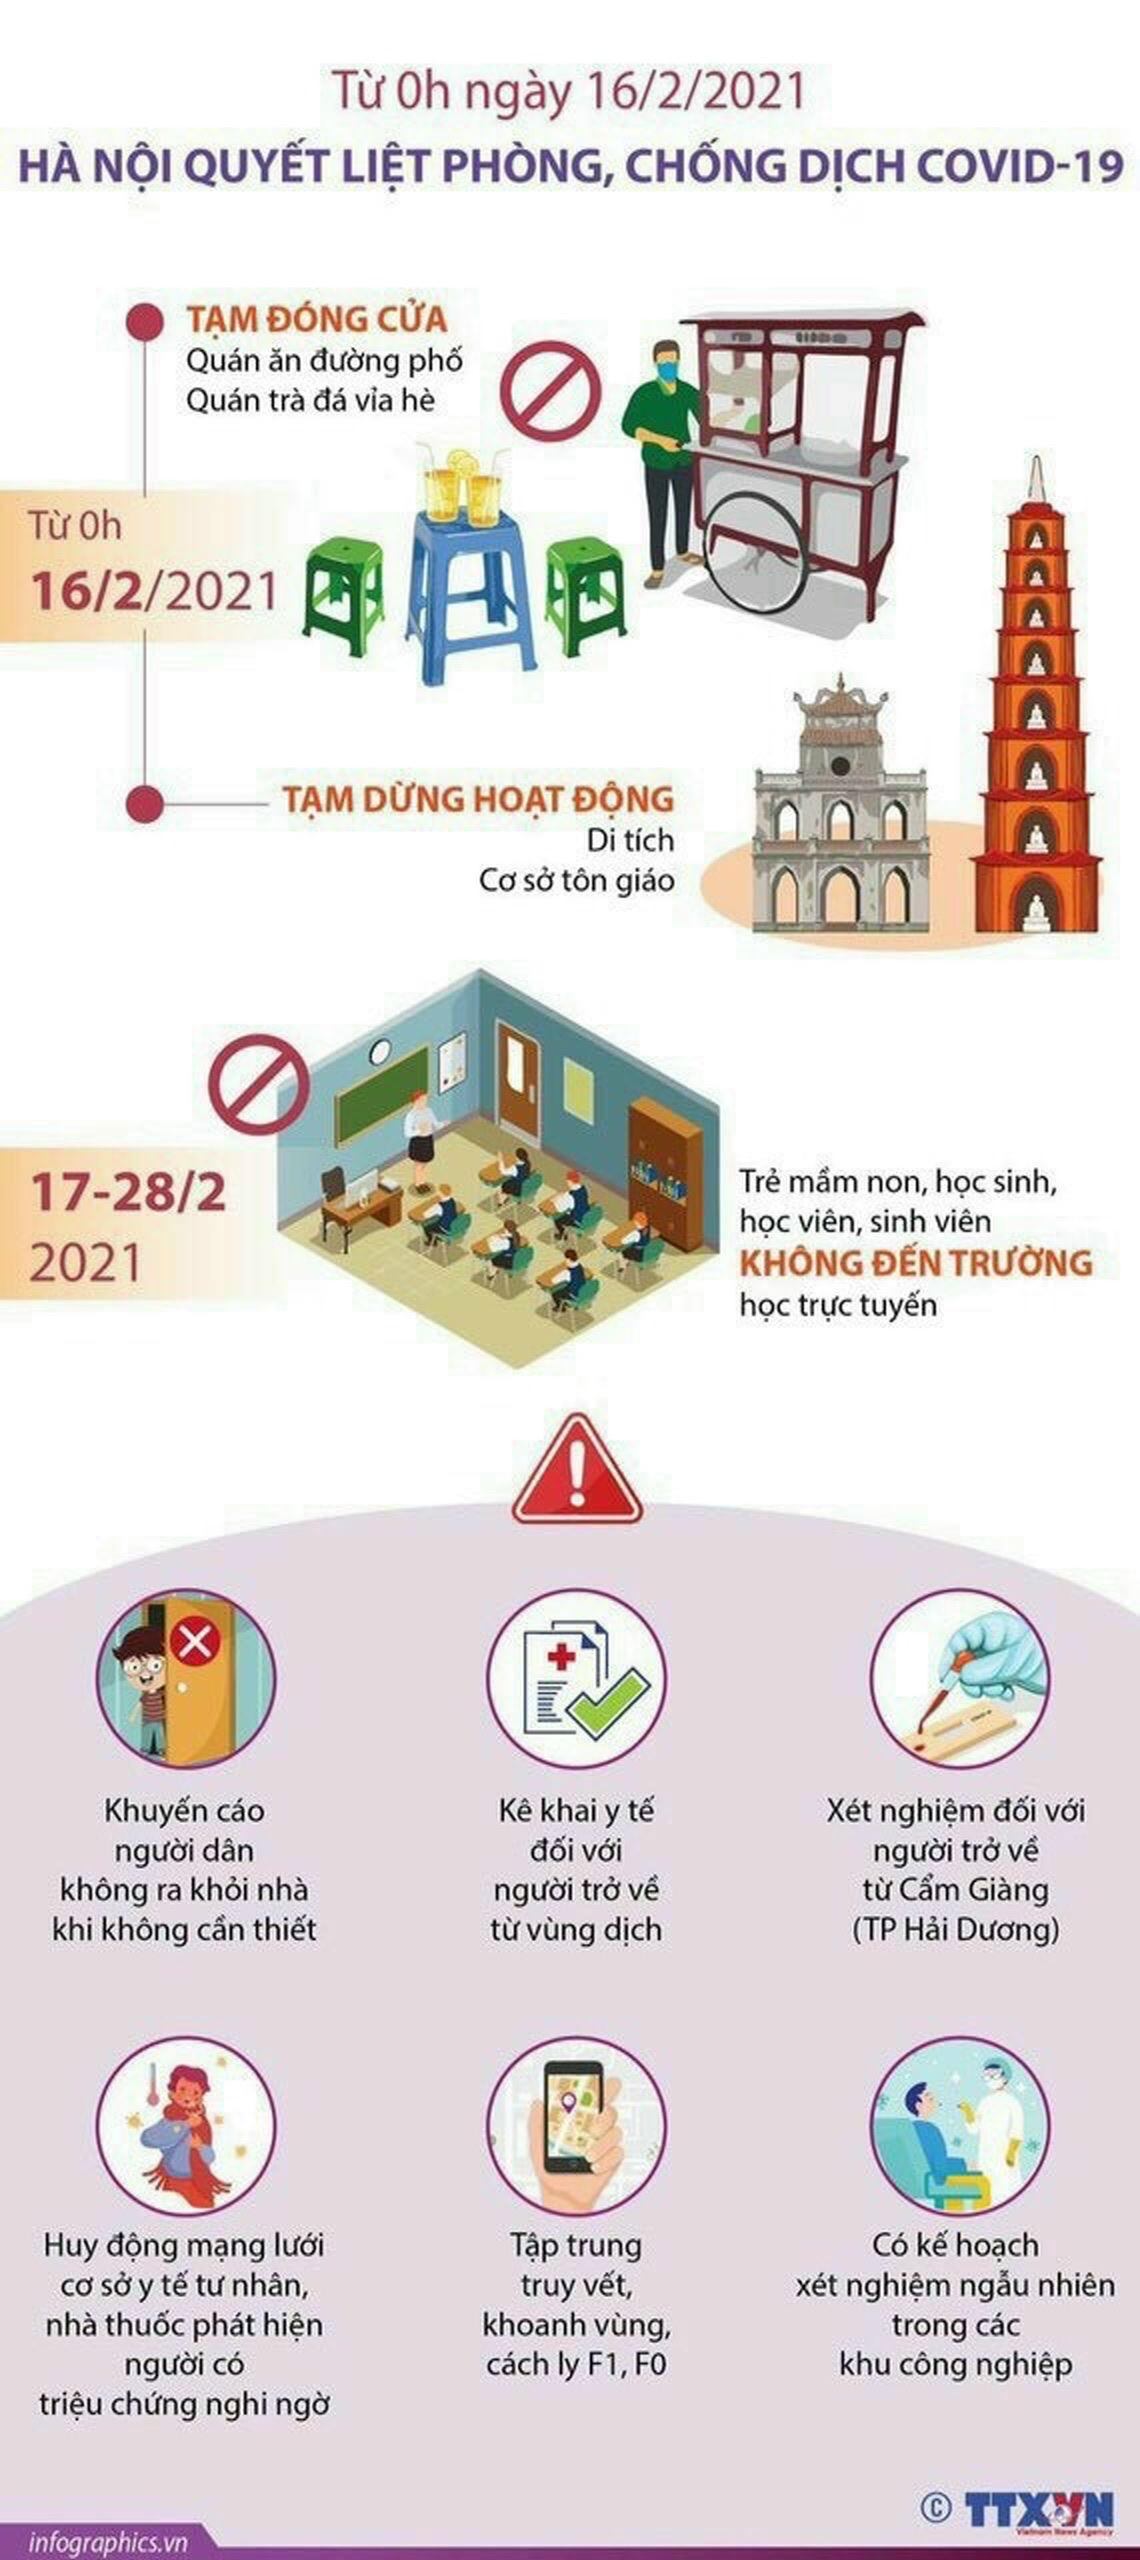 Từ 0h ngày 16/2/2021
HÀ NỘI QUYẾT LIỆT PHÒNG, CHỐNG DỊCH COVID-19
TẠM ĐÓNG CỬA
Quán ăn đường phố
Quán trà đá vỉa hè
Từ 0h
16/2/2021
TẠM DỪNG HOẠT ĐỘNG
Di tích
Cơ sở tôn giáo
17-28/2
2021
Trẻ mầm non, học sinh,
học viên, sinh viên
KHÔNG ĐẾN TRƯỜNG
học trực tuyến
Khuyến cáo
người dân
không ra khỏi nhà
khi không cần thiết
Kê khai y tế
đối với
người trở về
từ vùng dịch
Xét nghiệm đối với
người trở về
từ Cẩm Giàng
(TP Hải Dương)
Huy động mạng lưới
cơ sở y tế tư nhân,
nhà thuốc phát hiện
người có
triệu chứng nghi ngờ
Tập trung
truy vết,
khoanh vùng,
cách ly F1, F0
Có kế hoạch
xét nghiệm ngẫu nhiên
trong các
khu công nghiệp
© TTXVN
Vietnam News Agency
infographics.vn